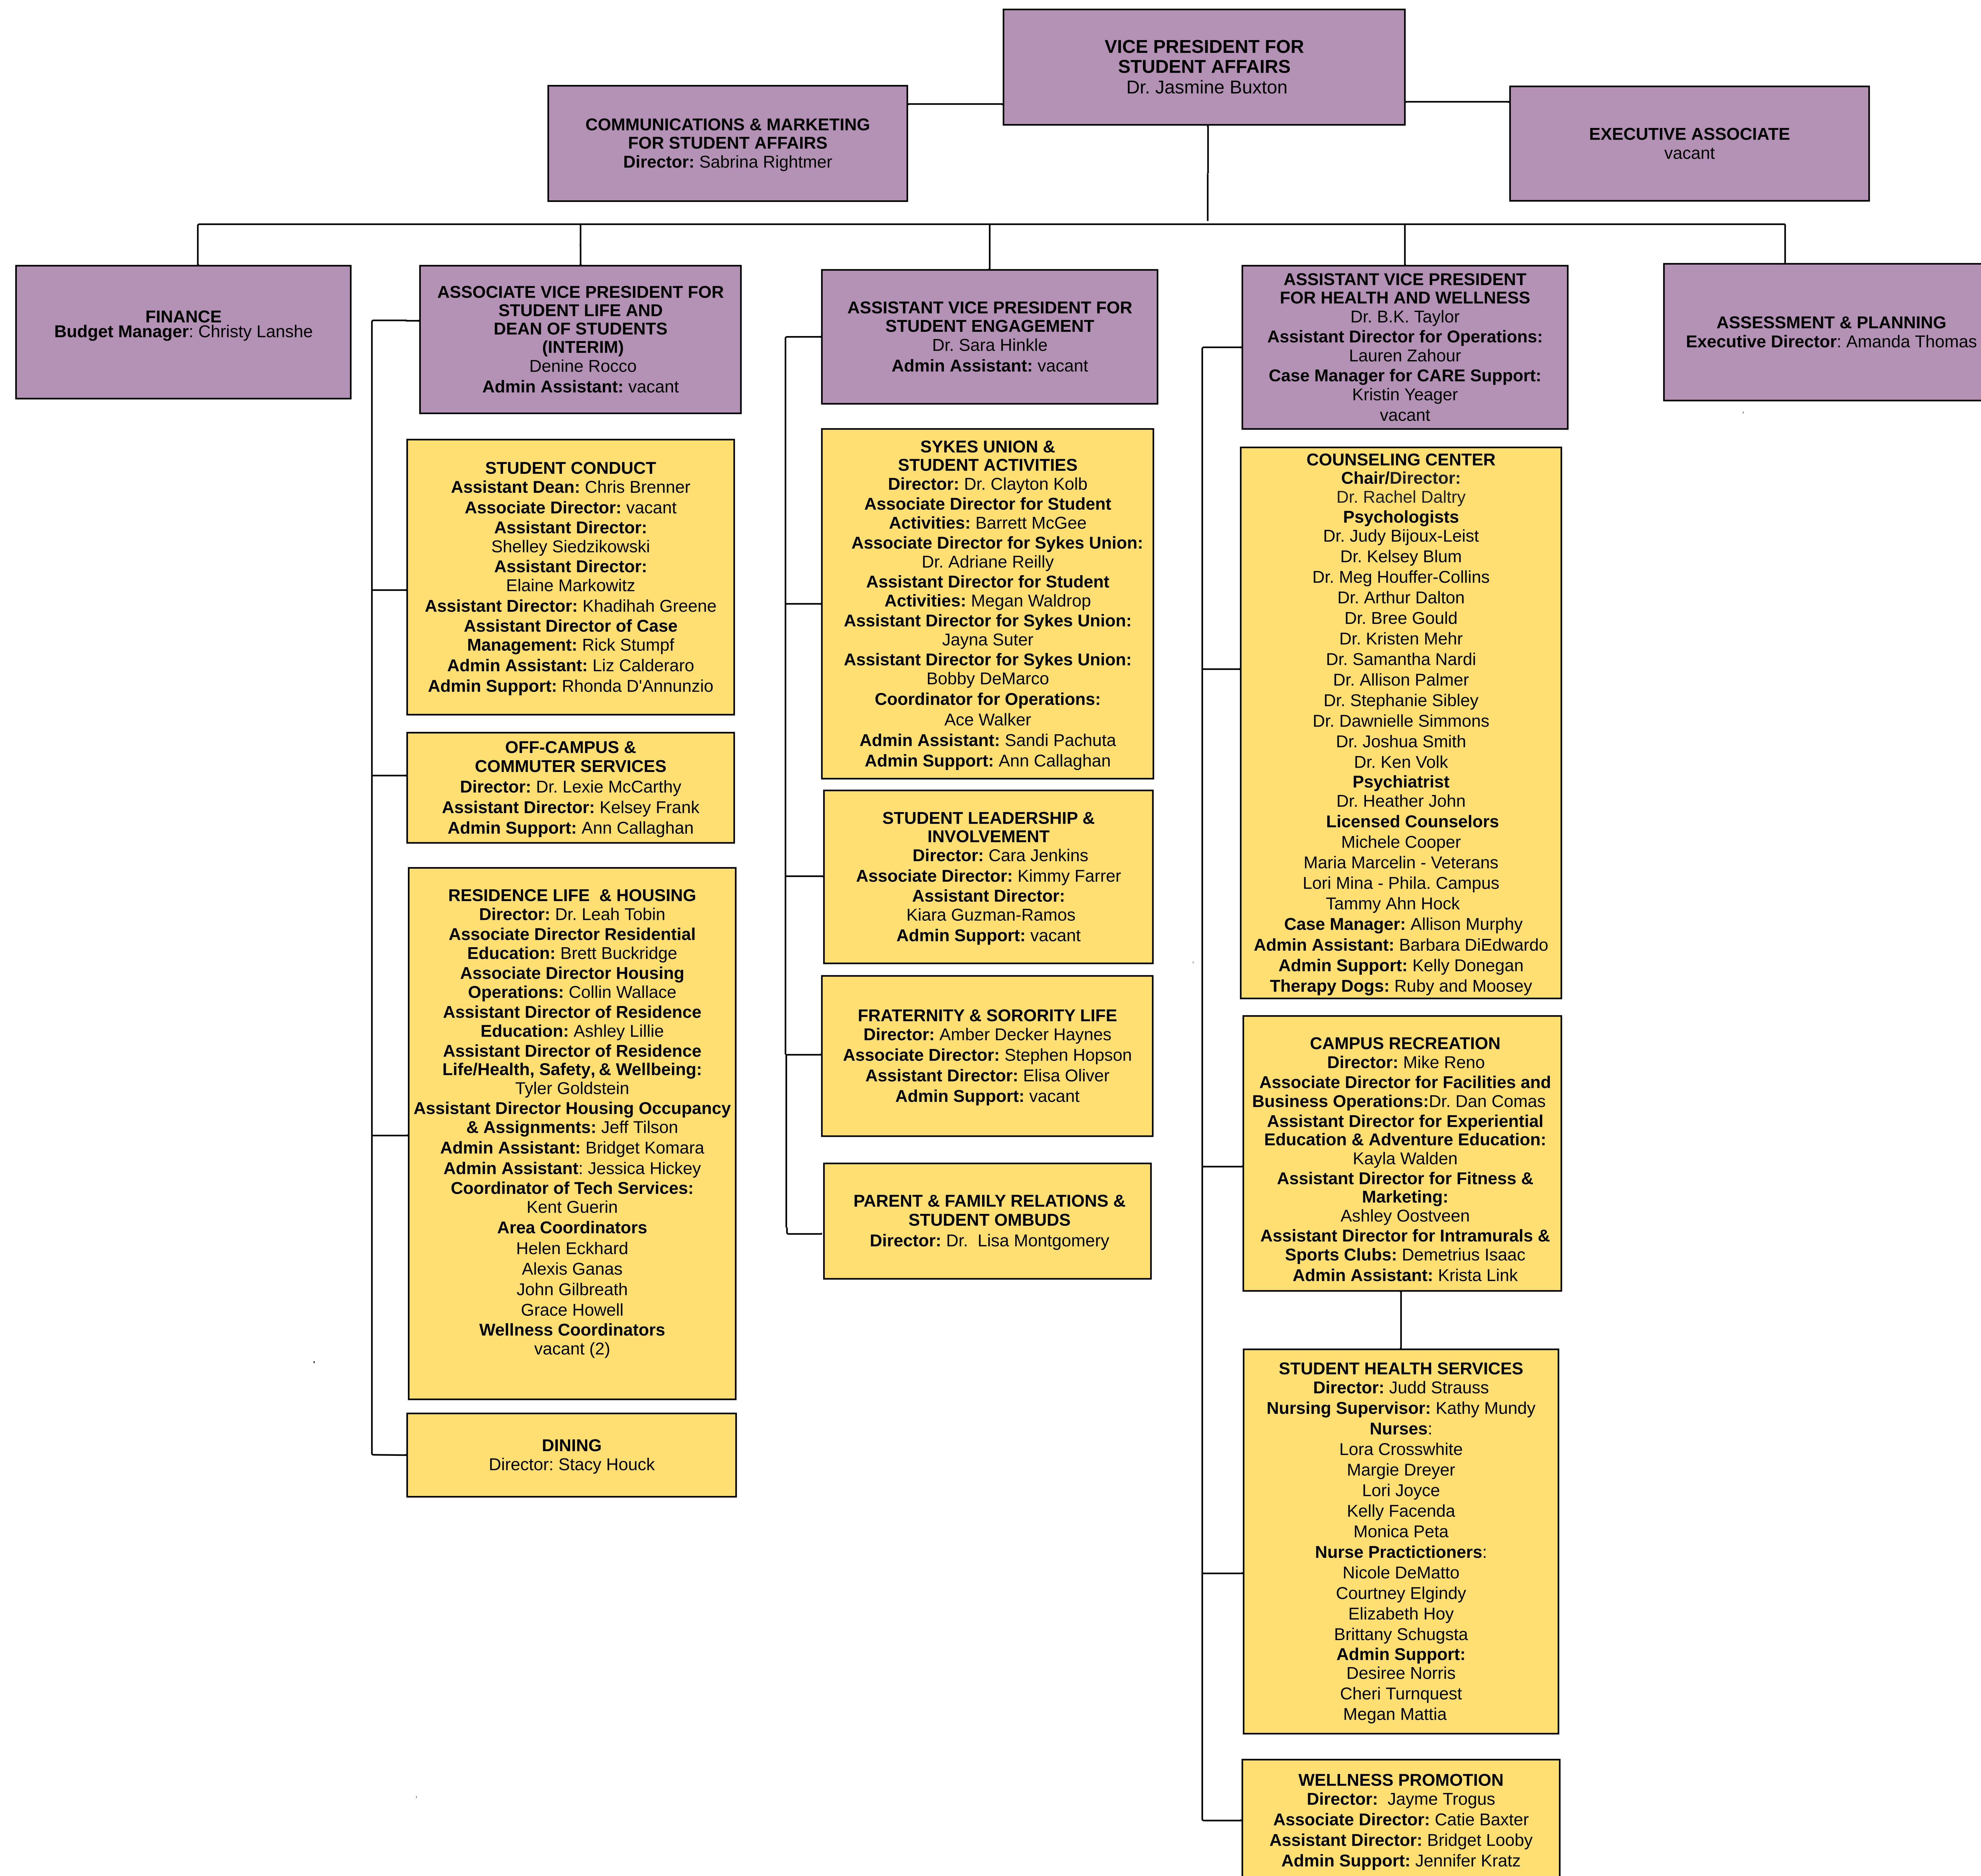 VICE PRESIDENT FOR
STUDENT AFFAIRS
Dr. Jasmine Buxton
COMMUNICATIONS & MARKETING
FOR STUDENT AFFAIRS
Director: Sabrina Rightmer
EXECUTIVE ASSOCIATE
vacant
FINANCE
Budget Manager: Christy Lanshe
ASSOCIATE VICE PRESIDENT FOR
STUDENT LIFE AND
DEAN OF STUDENTS
(INTERIM)
Denine Rocco
Admin Assistant: vacant
STUDENT CONDUCT
Assistant Dean: Chris Brenner
Associate Director: vacant
Assistant Director:
Shelley Siedzikowski
Assistant Director:
Elaine Markowitz
Assistant Director: Khadihah Greene
Assistant Director of Case
Management: Rick Stumpf
Admin Assistant: Liz Calderaro
Admin Support: Rhonda D'Annunzio
OFF-CAMPUS &
COMMUTER SERVICES
Director: Dr. Lexie McCarthy
Assistant Director: Kelsey Frank
Admin Support: Ann Callaghan
RESIDENCE LIFE & HOUSING
Director: Dr. Leah Tobin
Associate Director Residential
Education: Brett Buckridge
Associate Director Housing
Operations: Collin Wallace
Assistant Director of Residence
Education: Ashley Lillie
Assistant Director of Residence
Life/Health, Safety, & Wellbeing:
Tyler Goldstein
Assistant Director Housing Occupancy
& Assignments: Jeff Tilson
Admin Assistant: Bridget Komara
Admin Assistant: Jessica Hickey
Coordinator of Tech Services:
Kent Guerin
Area Coordinators
Helen Eckhard
Alexis Ganas
John Gilbreath
Grace Howell
Wellness Coordinators
vacant (2)
DINING
Director: Stacy Houck
ASSISTANT VICE PRESIDENT FOR
STUDENT ENGAGEMENT
Dr. Sara Hinkle
Admin Assistant: vacant
SYKES UNION &
STUDENT ACTIVITIES
Director: Dr. Clayton Kolb
Associate Director for Student
Activities: Barrett McGee
Associate Director for Sykes Union:
Dr. Adriane Reilly
Assistant Director for Student
Activities: Megan Waldrop
Assistant Director for Sykes Union:
Jayna Suter
Assistant Director for Sykes Union:
Bobby DeMarco
Coordinator for Operations:
Ace Walker
Admin Assistant: Sandi Pachuta
Admin Support: Ann Callaghan
STUDENT LEADERSHIP &
INVOLVEMENT
Director: Cara Jenkins
Associate Director: Kimmy Farrer
Assistant Director:
Kiara Guzman-Ramos
Admin Support: vacant
FRATERNITY & SORORITY LIFE
Director: Amber Decker Haynes
Associate Director: Stephen Hopson
Assistant Director: Elisa Oliver
Admin Support: vacant
PARENT & FAMILY RELATIONS &
STUDENT OMBUDS
Director: Dr. Lisa Montgomery
ASSISTANT VICE PRESIDENT
FOR HEALTH AND WELLNESS
Dr. B.K. Taylor
Assistant Director for Operations:
Lauren Zahour
Case Manager for CARE Support:
Kristin Yeager
vacant
COUNSELING CENTER
Chair/Director:
Dr. Rachel Daltry
Psychologists
Dr. Judy Bijoux-Leist
Dr. Kelsey Blum
Dr. Meg Houffer-Collins
Dr. Arthur Dalton
Dr. Bree Gould
Dr. Kristen Mehr
Dr. Samantha Nardi
Dr. Allison Palmer
Dr. Stephanie Sibley
Dr. Dawnielle Simmons
Dr. Joshua Smith
Dr. Ken Volk
Psychiatrist
Dr. Heather John
Licensed Counselors
Michele Cooper
Maria Marcelin - Veterans
Lori Mina - Phila. Campus
Tammy Ahn Hock
Case Manager: Allison Murphy
Admin Assistant: Barbara DiEdwardo
Admin Support: Kelly Donegan
Therapy Dogs: Ruby and Moosey
CAMPUS RECREATION
Director: Mike Reno
Associate Director for Facilities and
Business Operations:Dr. Dan Comas
Assistant Director for Experiential
Education & Adventure Education:
Kayla Walden
Assistant Director for Fitness &
Marketing:
Ashley Oostveen
Assistant Director for Intramurals &
Sports Clubs: Demetrius Isaac
Admin Assistant: Krista Link
STUDENT HEALTH SERVICES
Director: Judd Strauss
Nursing Supervisor: Kathy Mundy
Nurses:
Lora Crosswhite
Margie Dreyer
Lori Joyce
Kelly Facenda
Monica Peta
Nurse Practictioners:
Nicole DeMatto
Courtney Elgindy
Elizabeth Hoy
Brittany Schugsta
Admin Support:
Desiree Norris
Cheri Turnquest
Megan Mattia
WELLNESS PROMOTION
Director: Jayme Trogus
Associate Director: Catie Baxter
Assistant Director: Bridget Looby
Admin Support: Jennifer Kratz
ASSESSMENT & PLANNING
Executive Director: Amanda Thomas